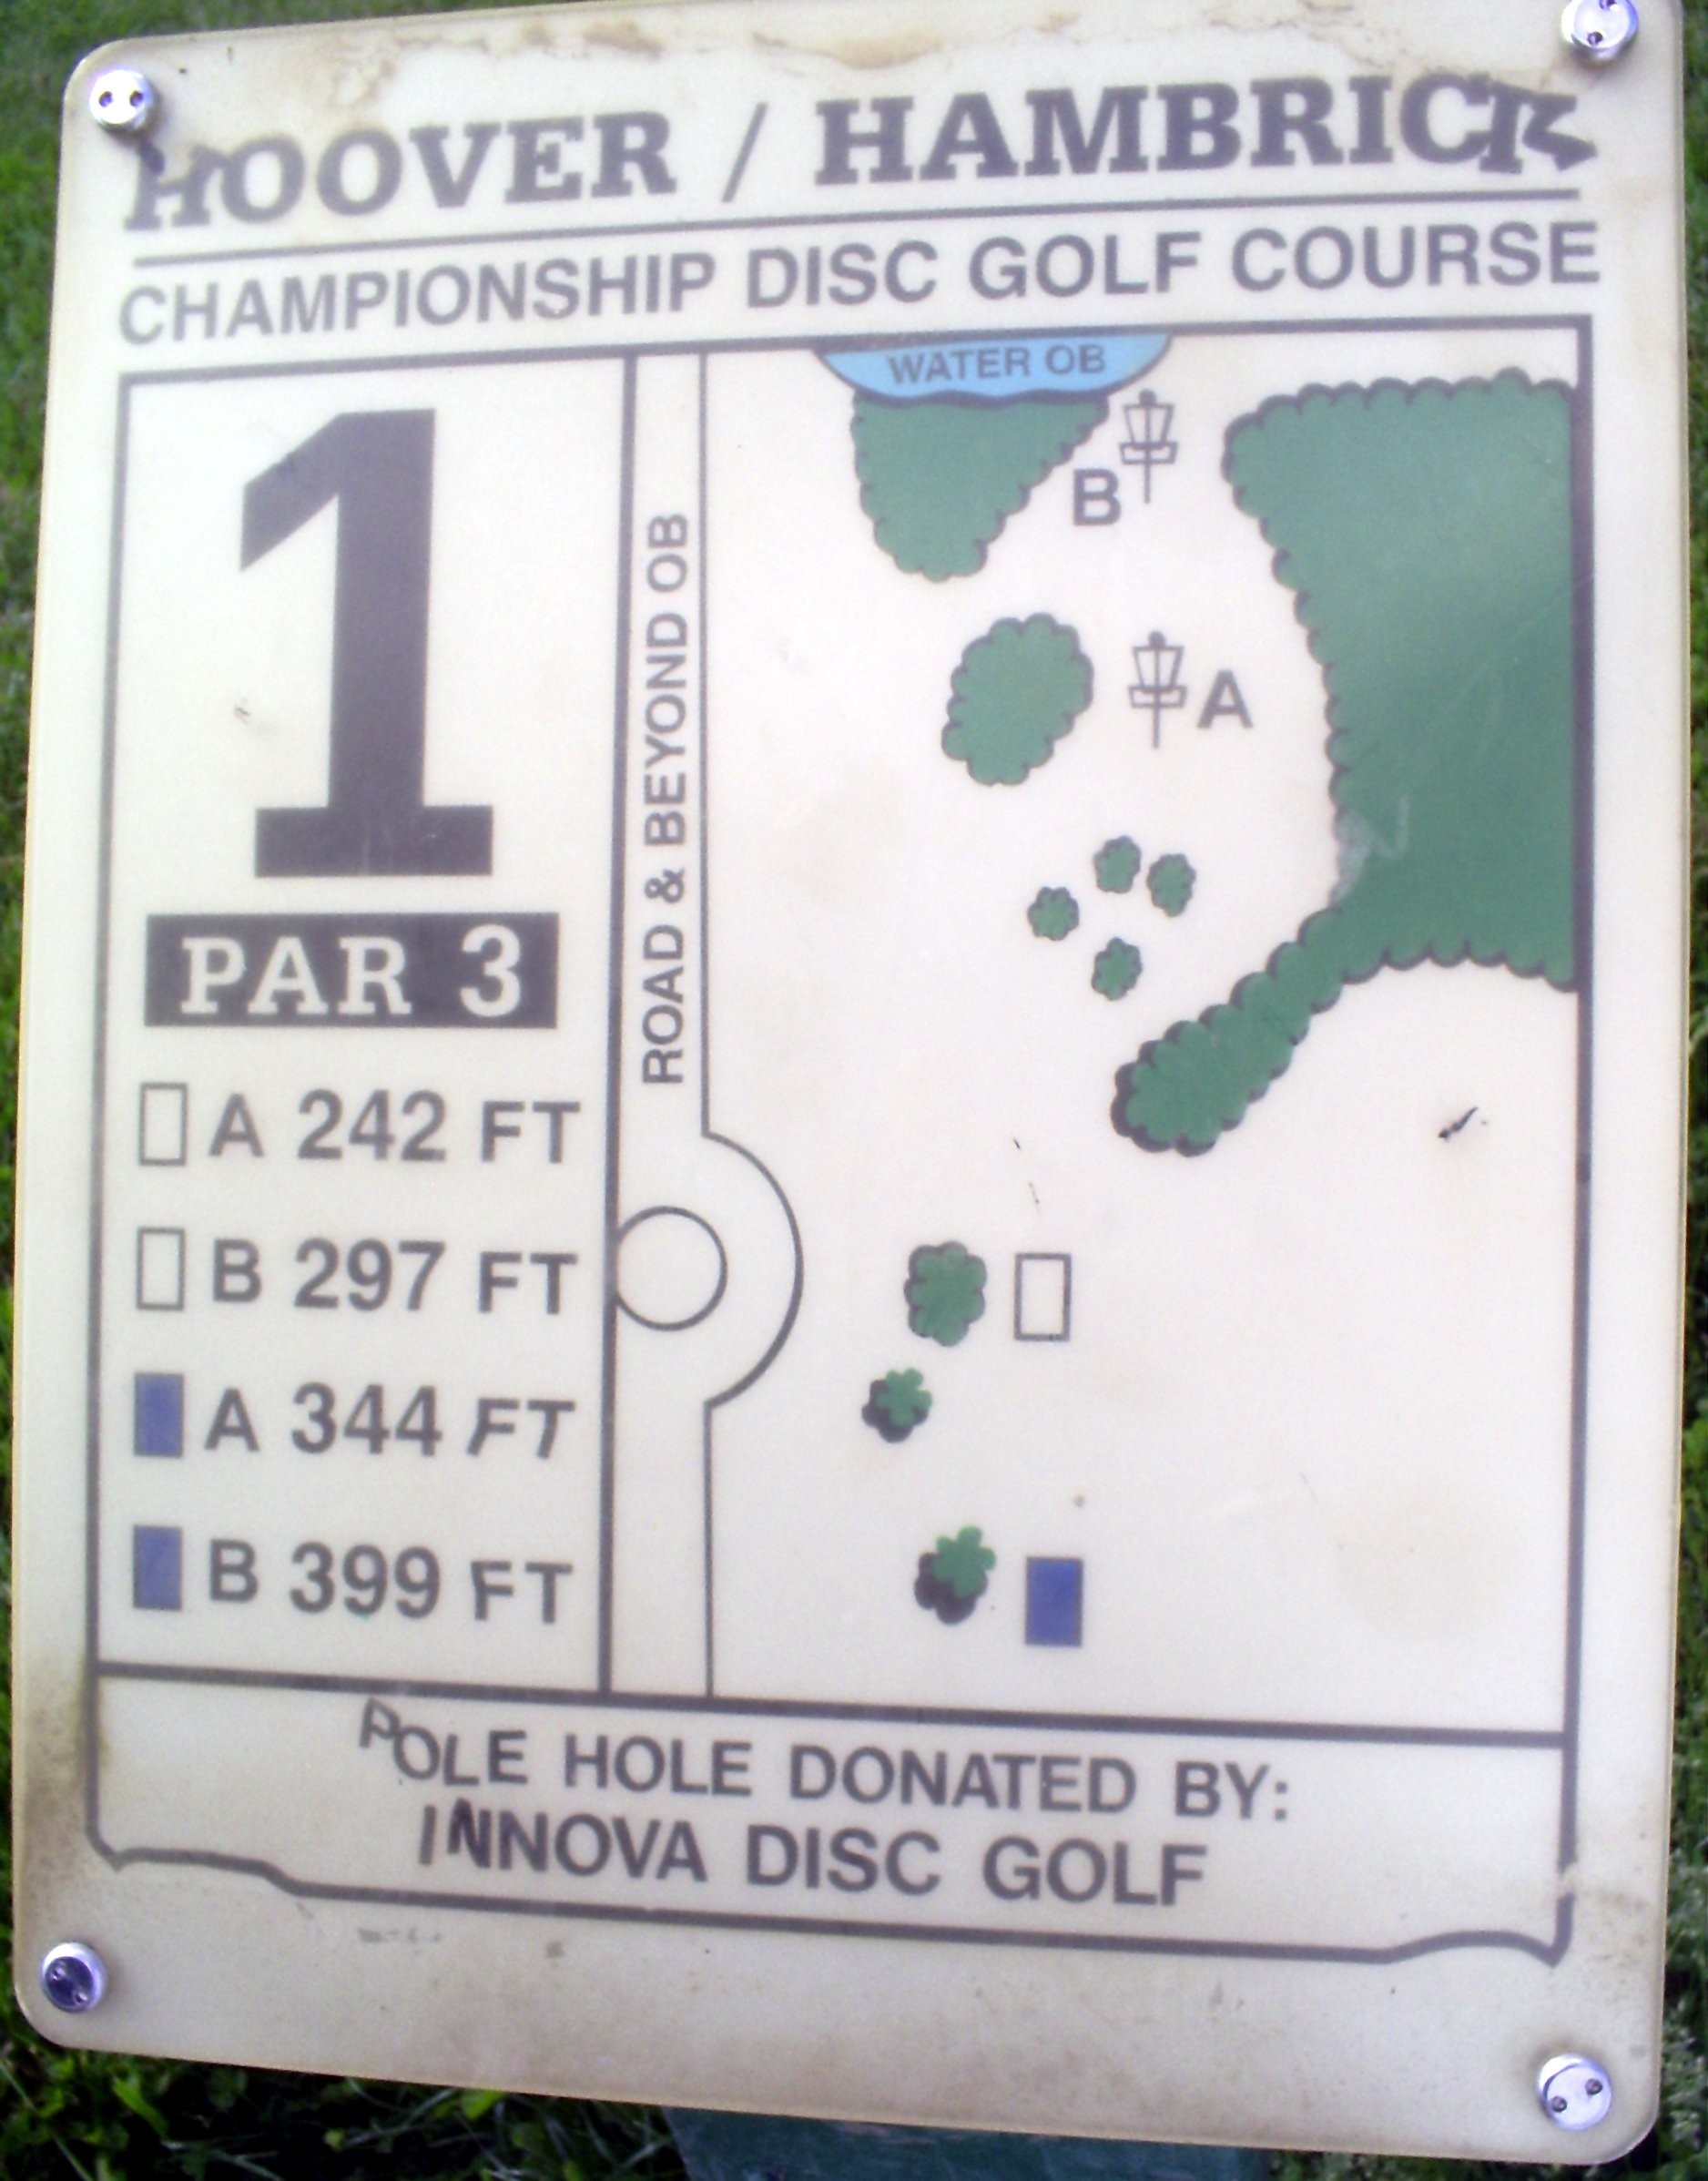 HOOVER / HAMBRICK
CHAMPIONSHIP DISC GOLF COURSE
1
PAR 3
A 242 FT
B 297 FT
A 344 FT
B 399 FT
ROAD & BEYOND OB
WATER OB
B
A
POLE HOLE DONATED BY:
INNOVA DISC GOLF